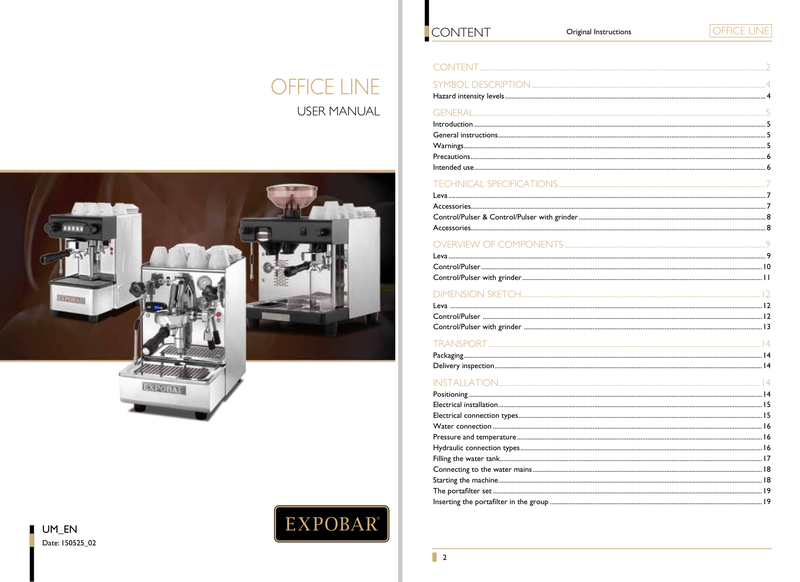 OFFICE LINE
USER MANUAL
EXPOBAR
EXPOBAR
EXPOBAR®
UM_EN
Date: 150525_02
CONTENT
Original Instructions
OFFICE LINE
CONTENT 2
SYMBOL DESCRIPTION 4
Hazard intensity levels 4
GENERAL 5
Introduction 5
General instructions 5
Warnings 5
Precautions 6
Intended use 6
TECHNICAL SPECIFICATIONS 7
Leva 7
Accessories 7
Control/Pulser & Control/Pulser with grinder 8
Accessories 8
OVERVIEW OF COMPONENTS 9
Leva 9
Control/Pulser 10
Control/Pulser with grinder 11
DIMENSION SKETCH 12
Leva 12
Control/Pulser 12
Control/Pulser with grinder 13
TRANSPORT 14
Packaging 14
Delivery inspection 14
INSTALLATION 14
Positioning 14
Electrical installation 15
Electrical connection types 15
Water connection 16
Pressure and temperature 16
Hydraulic connection types 16
Filling the water tank 17
Connecting to the water mains 18
Starting the machine 18
The portafilter set 19
Inserting the portafilter in the group 19
2